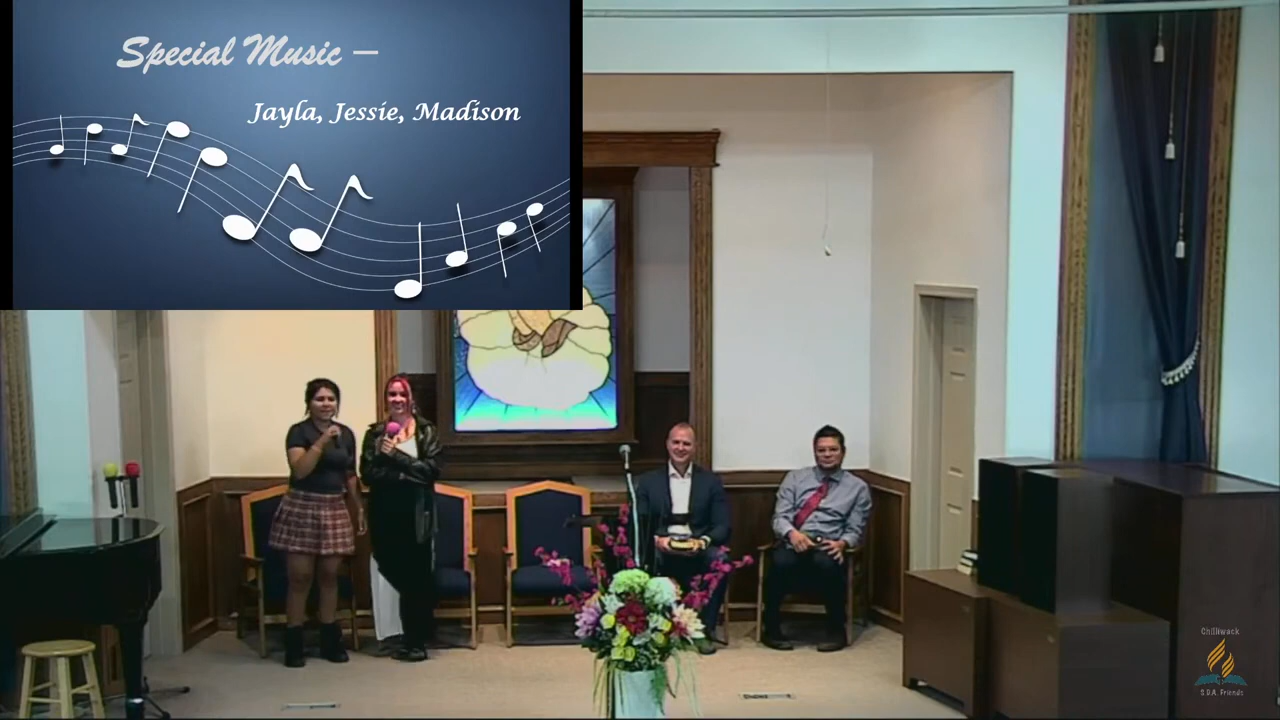 Special Music –
Jayla, Jessie, Madison
Chilliwack
S.D.A. Friends